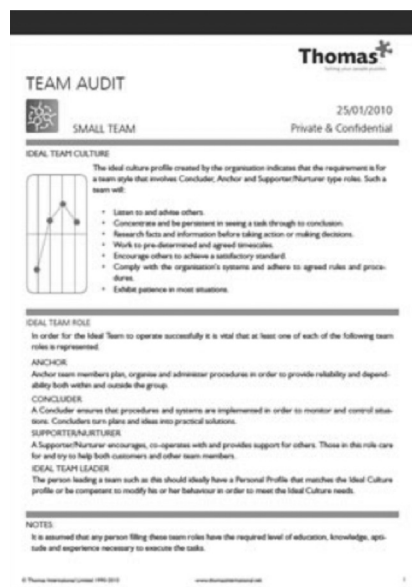 Thomas
TEAM AUDIT
25/01/2010
SMALL TEAM
Private & Confidential
IDEAL TEAM CULTURE
The ideal culture profile created by the organisation indicates that the requirement is for
a team style that involves Concluder, Anchor and Supporter/Nurturer type roles. Such a
team will:
• Listen to and advise others.
• Concentrate and be persistent in seeing a task through to conclusion.
• Research facts and information before taking action or making decisions.
• Work to pre-determined and agreed timescales.
• Encourage others to achieve a satisfactory standard.
• Comply with the organisation's systems and adhere to agreed rules and proce-
dures.
• Exhibit patience in most situations.
IDEAL TEAM ROLE
In order for the Ideal Team to operate successfully it is vital that at least one of each of the following team
roles is represented.
ANCHOR
Anchor team members plan, organise and administer procedures in order to provide reliability and depend-
ability both within and outside the group.
CONCLUDER
A Concluder ensures that procedures and systems are implemented in order to monitor and control situa-
tions. Concluders turn plans and ideas into practical solutions.
SUPPORTER/NURTURER
A Supporter/Nurturer encourages, co-operates with and provides support for others. Those in this role care
for and try to help both customers and other team members.
IDEAL TEAM LEADER
The person leading a team such as this should ideally have a Personal Profile that matches the Ideal Culture
profile or be competent to modify his or her behaviour in order to meet the Ideal Culture needs.
NOTES
It is assumed that any person filling these team roles have the required level of education, knowledge, apti-
tude and experience necessary to execute the tasks.
© Thomas International Limited 1990-2010
www.thomasinternational.net
1